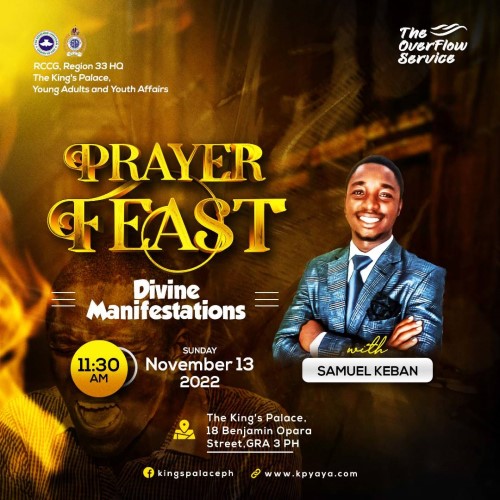 RCCG, Region 33 HQ
The King's Palace,
Young Adults and Youth Affairs
The
OverFlow
Service
PRAYER
FEAST
Divine
Manifestations
11:30
AM
SUNDAY
November 13
2022
with
SAMUEL KEBAN
The King's Palace,
18 Benjamin Opara
Street,GRA 3 PH
kingspalaceph
www.kpyaya.com